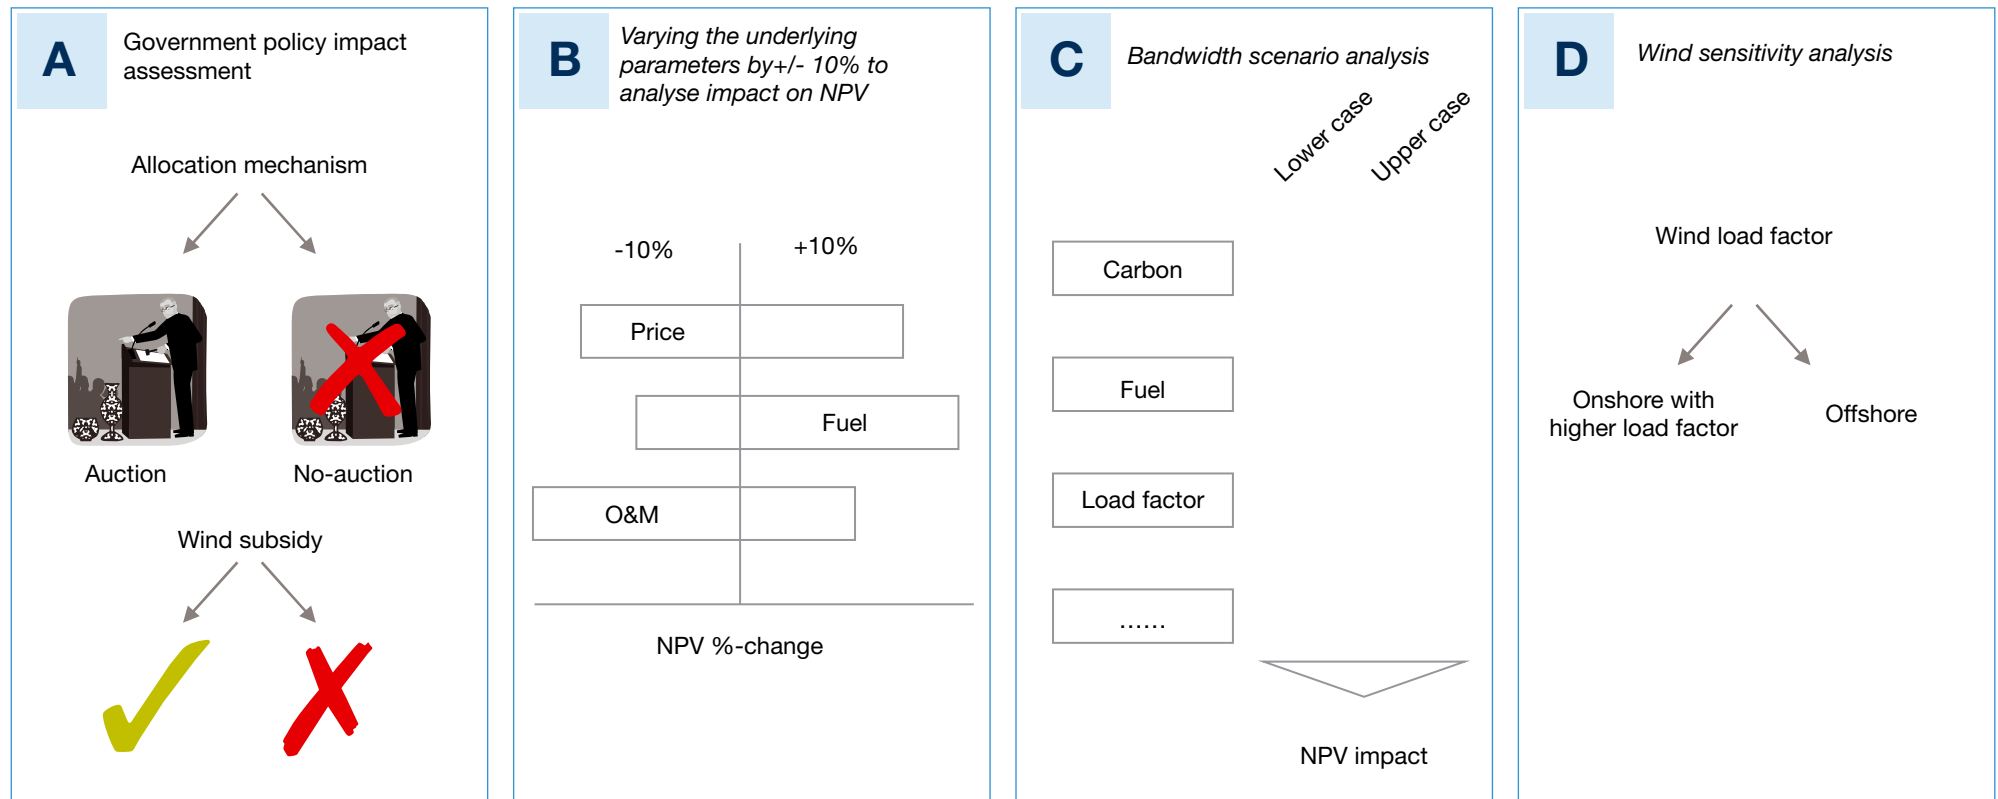 A
Government policy impact
assessment
Allocation mechanism
Auction
No-auction
Wind subsidy
B
Varying the underlying
parameters by+/- 10% to
analyse impact on NPV
-10%
+10%
Price
Fuel
O&M
NPV %-change
C
Bandwidth scenario analysis
Lower case
Upper case
Carbon
Fuel
Load factor
......
NPV impact
D
Wind sensitivity analysis
Wind load factor
Onshore with
higher load factor
Offshore